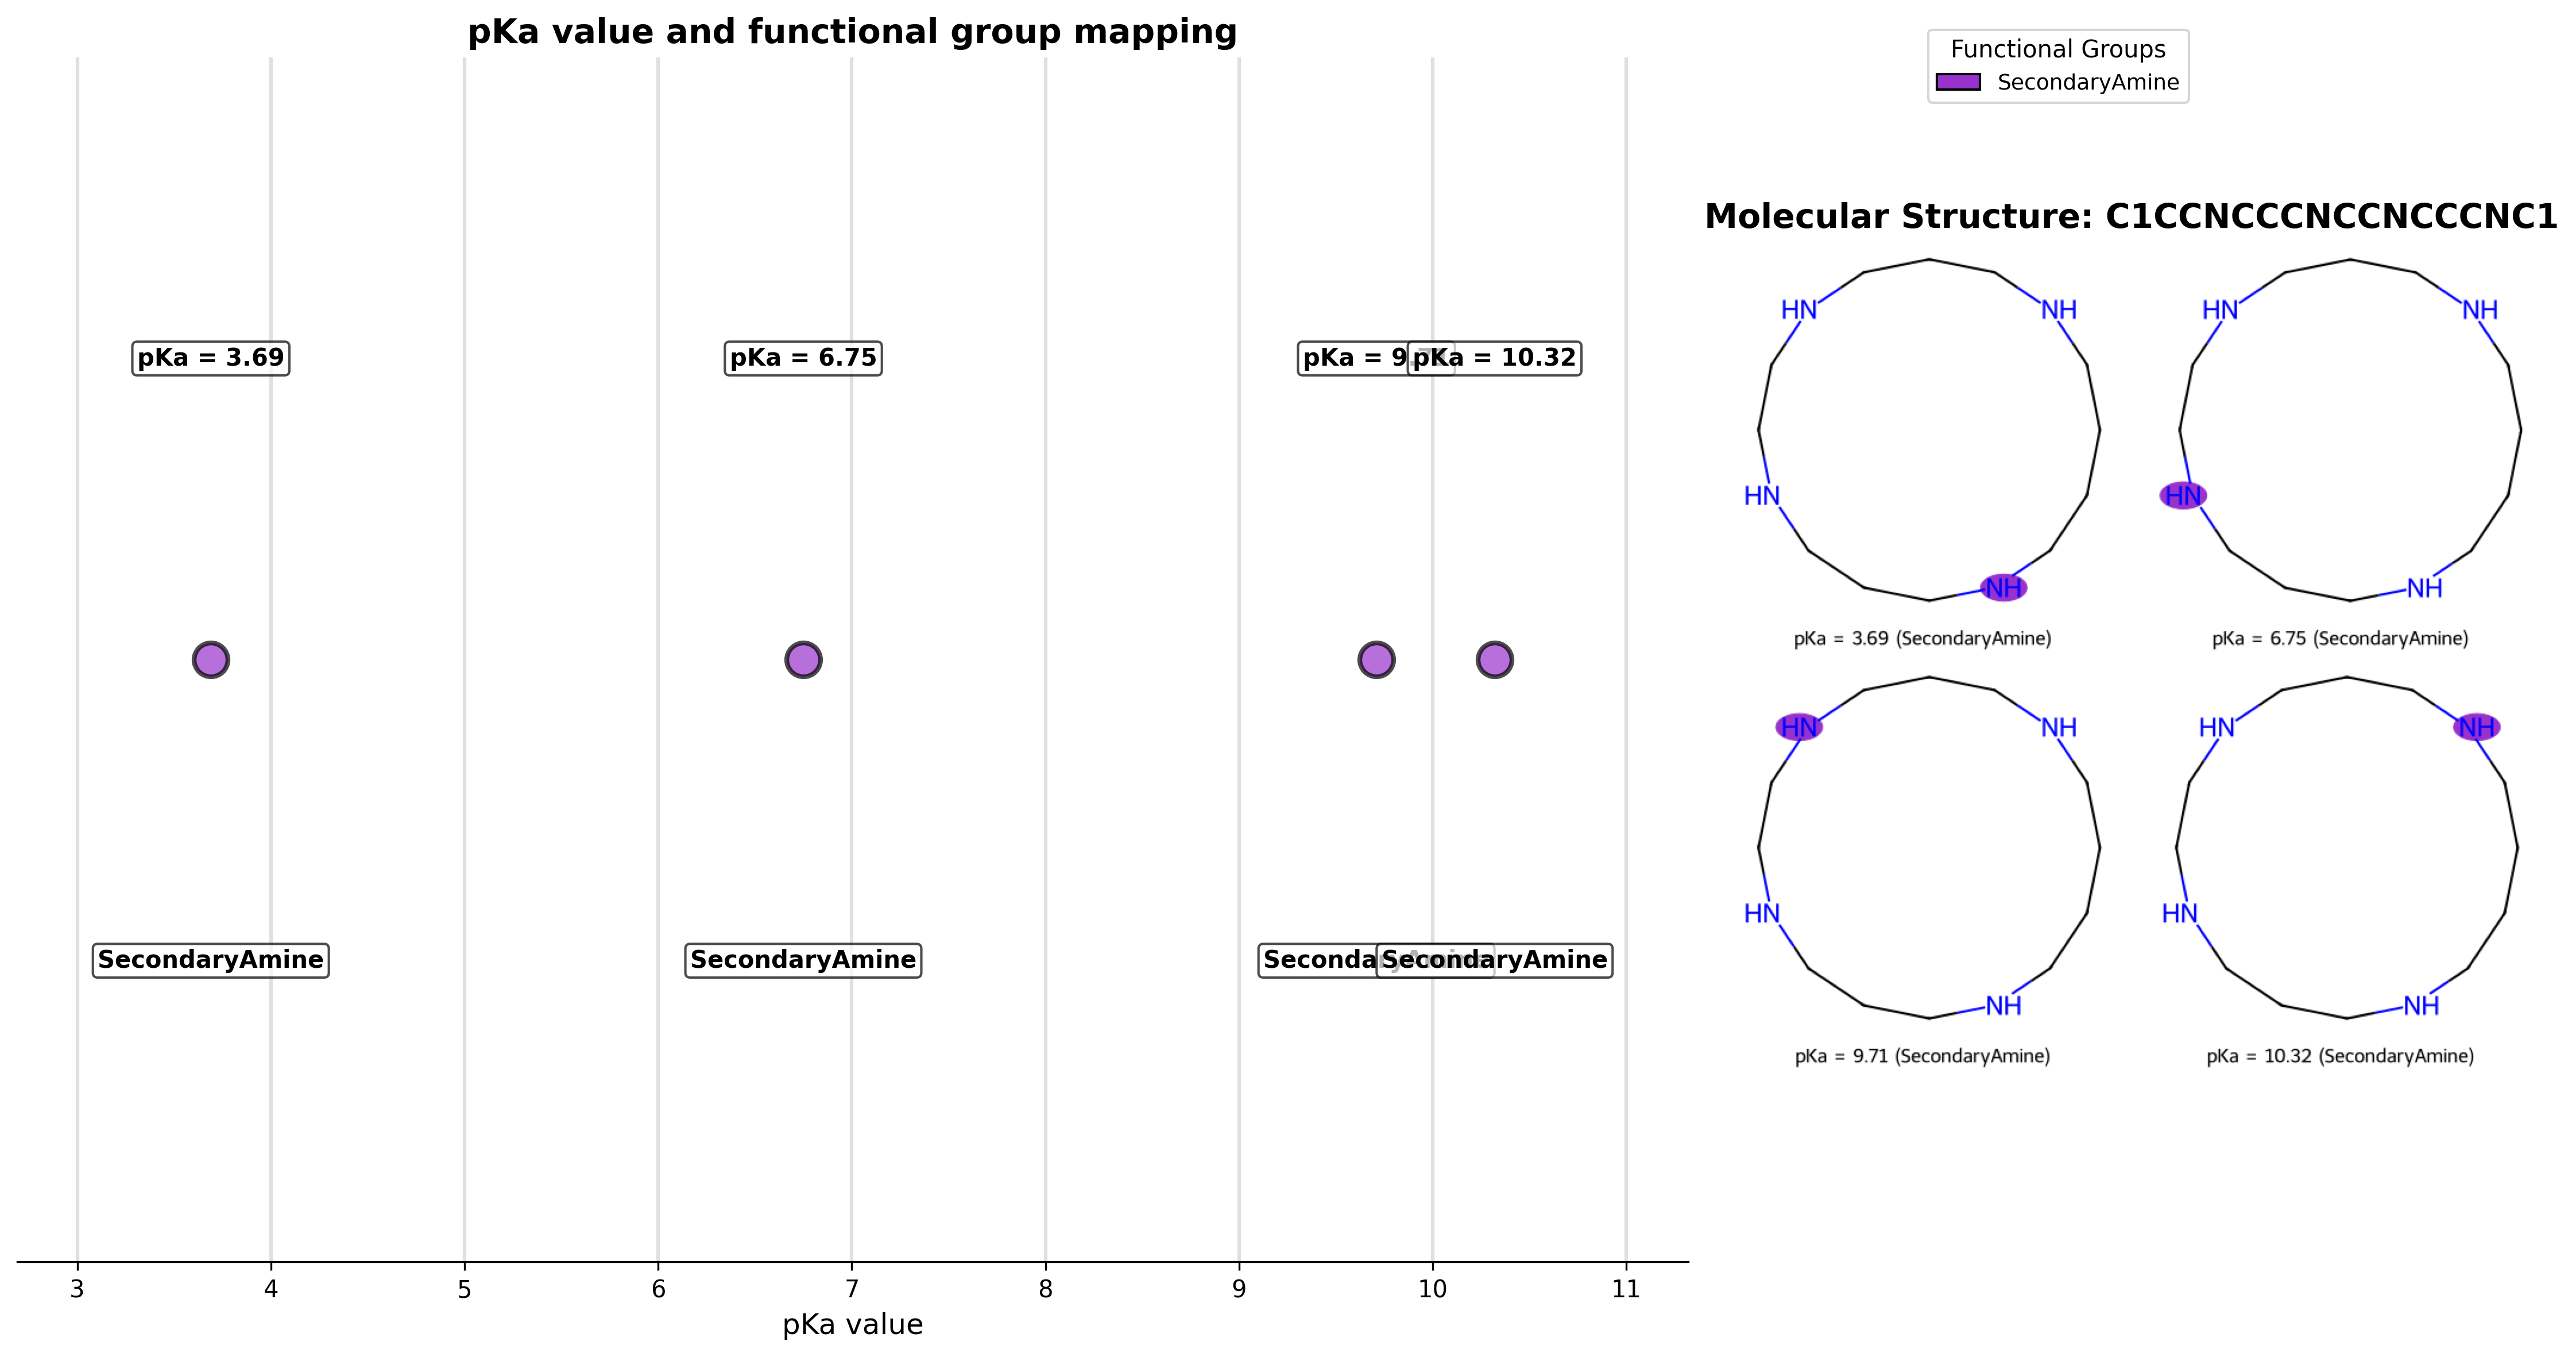 pKa value and functional group mapping
Functional Groups
SecondaryAmine
Molecular Structure: C1CCNCCCNCCNCCCNC1
pKa = 3.69
pKa = 6.75
pKa = 9.71
pKa = 10.32
SecondaryAmine
SecondaryAmine
SecondaryAmine
SecondaryAmine
3 4 5 6 7 8 9 10 11
pKa value
HN NH HN NH
HN NH HN NH
pKa = 3.69 (SecondaryAmine) pKa = 6.75 (SecondaryAmine)
HN NH HN NH
HN NH HN NH
pKa = 9.71 (SecondaryAmine) pKa = 10.32 (SecondaryAmine)